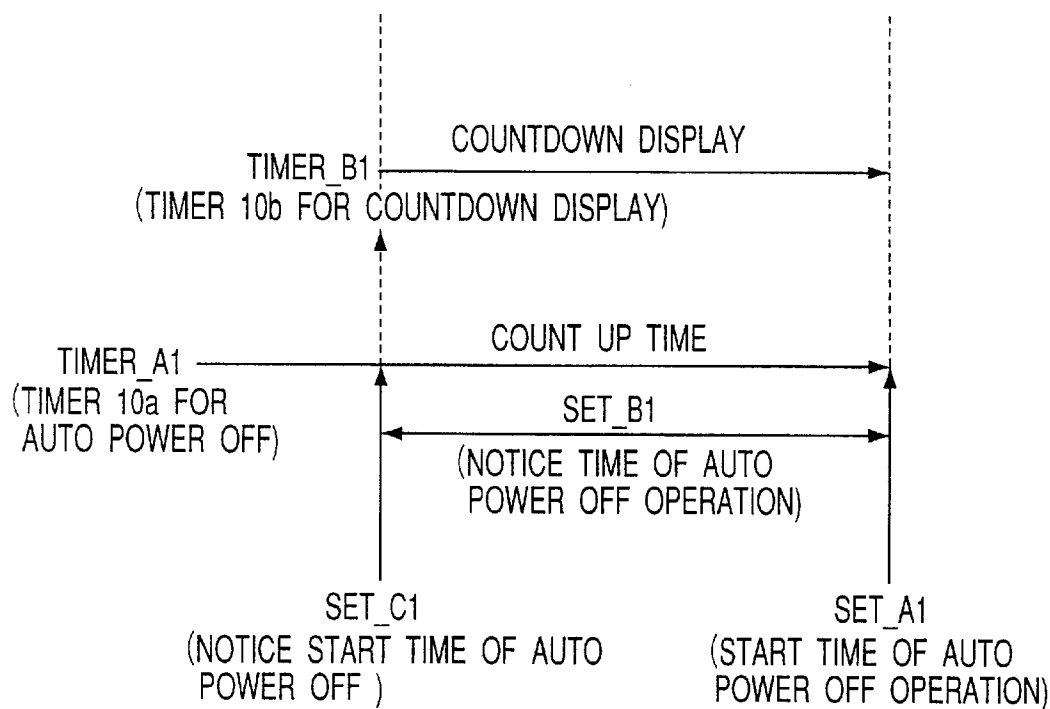 COUNTDOWN DISPLAY
TIMER_B1
(TIMER 10b FOR COUNTDOWN DISPLAY)
COUNT UP TIME
TIMER_A1
(TIMER 10a FOR
AUTO POWER OFF)
SET_B1
(NOTICE TIME OF AUTO
POWER OFF OPERATION)
SET_C1
(NOTICE START TIME OF AUTO
POWER OFF )
SET_A1
(START TIME OF AUTO
POWER OFF OPERATION)